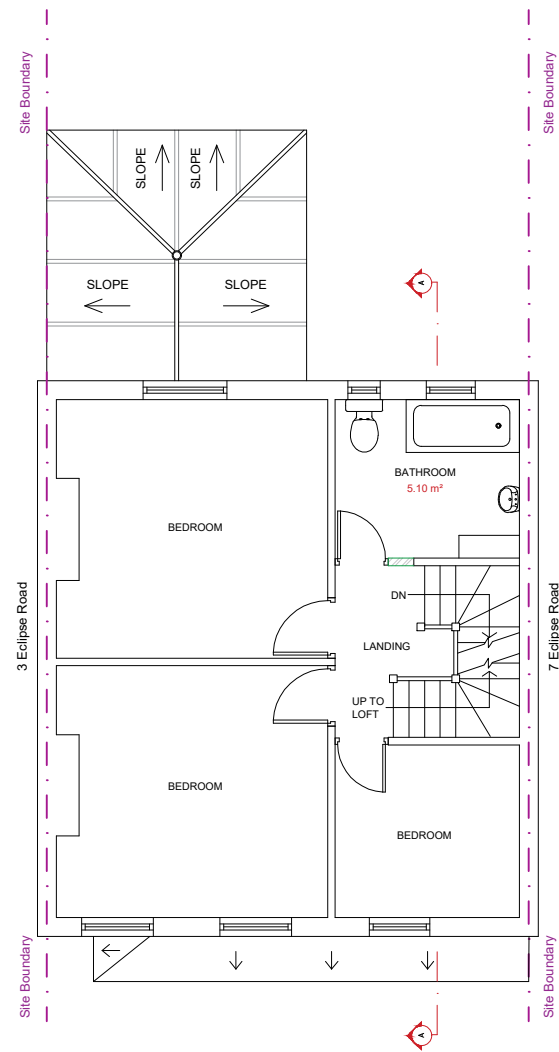 Site Boundary
Site Boundary
SLOPE
SLOPE
SLOPE
SLOPE
A
BATHROOM
5.10 m²
BEDROOM
3 Eclipse Road
7 Eclipse Road
DN
LANDING
UP TO
LOFT
BEDROOM
BEDROOM
Site Boundary
Site Boundary
A